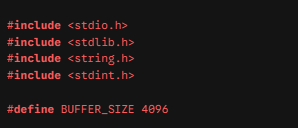 #include <stdio.h>
#include <stdlib.h>
#include <string.h>
#include <stdint.h>
#define BUFFER_SIZE 4096